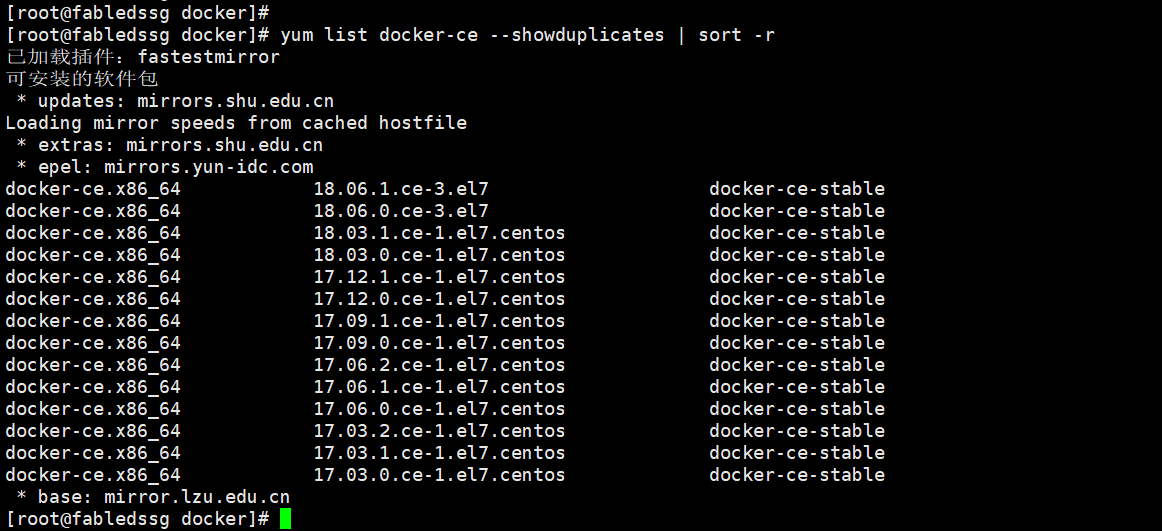 [root@fabledssg docker]#
[root@fabledssg docker]# yum list docker-ce --showduplicates | sort -r
已加载插件：fastestmirror
可安装的软件包
 * updates: mirrors.shu.edu.cn
Loading mirror speeds from cached hostfile
 * extras: mirrors.shu.edu.cn
 * epel: mirrors.yun-idc.com
docker-ce.x86_64            18.06.1.ce-3.el7                    docker-ce-stable
docker-ce.x86_64            18.06.0.ce-3.el7                    docker-ce-stable
docker-ce.x86_64            18.03.1.ce-1.el7.centos             docker-ce-stable
docker-ce.x86_64            18.03.0.ce-1.el7.centos             docker-ce-stable
docker-ce.x86_64            17.12.1.ce-1.el7.centos             docker-ce-stable
docker-ce.x86_64            17.12.0.ce-1.el7.centos             docker-ce-stable
docker-ce.x86_64            17.09.1.ce-1.el7.centos             docker-ce-stable
docker-ce.x86_64            17.09.0.ce-1.el7.centos             docker-ce-stable
docker-ce.x86_64            17.06.2.ce-1.el7.centos             docker-ce-stable
docker-ce.x86_64            17.06.1.ce-1.el7.centos             docker-ce-stable
docker-ce.x86_64            17.06.0.ce-1.el7.centos             docker-ce-stable
docker-ce.x86_64            17.03.2.ce-1.el7.centos             docker-ce-stable
docker-ce.x86_64            17.03.1.ce-1.el7.centos             docker-ce-stable
docker-ce.x86_64            17.03.0.ce-1.el7.centos             docker-ce-stable
 * base: mirror.lzu.edu.cn
[root@fabledssg docker]#